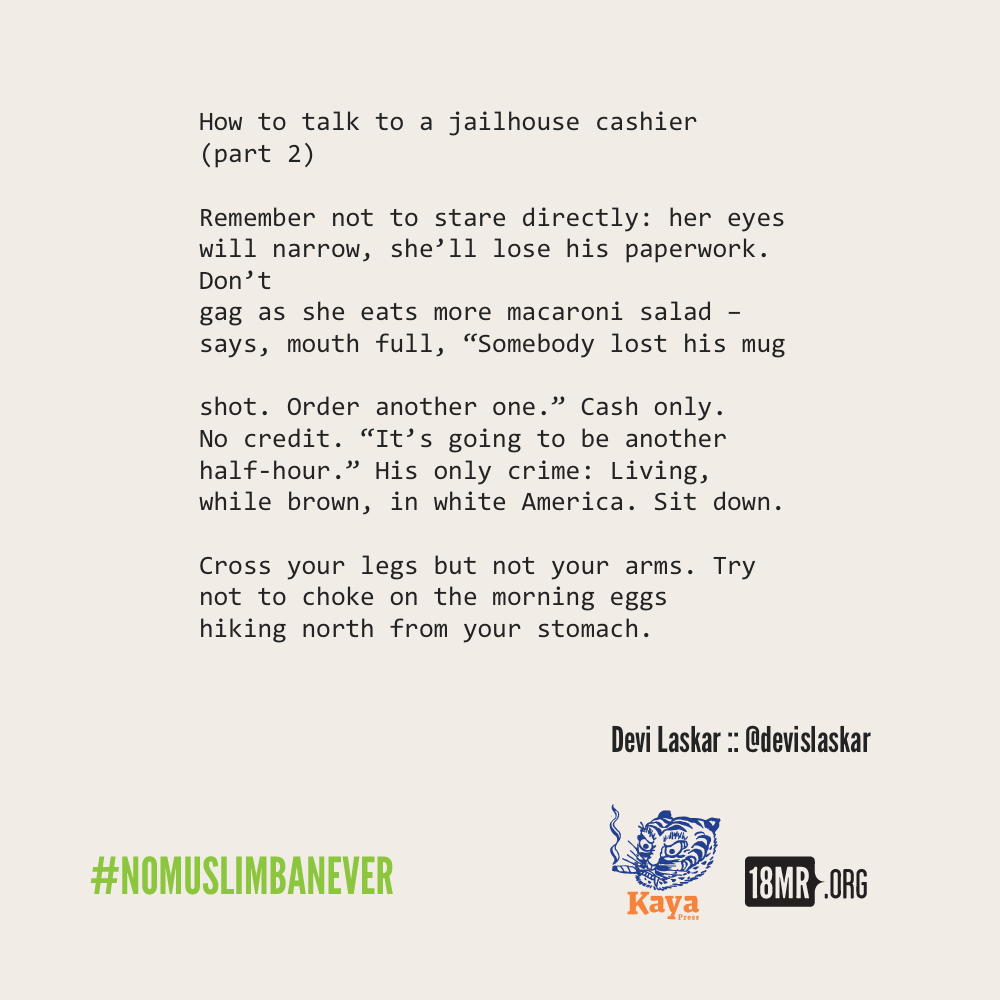 How to talk to a jailhouse cashier
(part 2)
Remember not to stare directly: her eyes
will narrow, she’ll lose his paperwork.
Don’t
gag as she eats more macaroni salad –
says, mouth full, “Somebody lost his mug
shot. Order another one.” Cash only.
No credit. “It’s going to be another
half-hour.” His only crime: Living,
while brown, in white America. Sit down.
Cross your legs but not your arms. Try
not to choke on the morning eggs
hiking north from your stomach.
Devi Laskar :: @devislaskar
#NOMUSLIMBANEVER
Kaya
Press
18MR.ORG